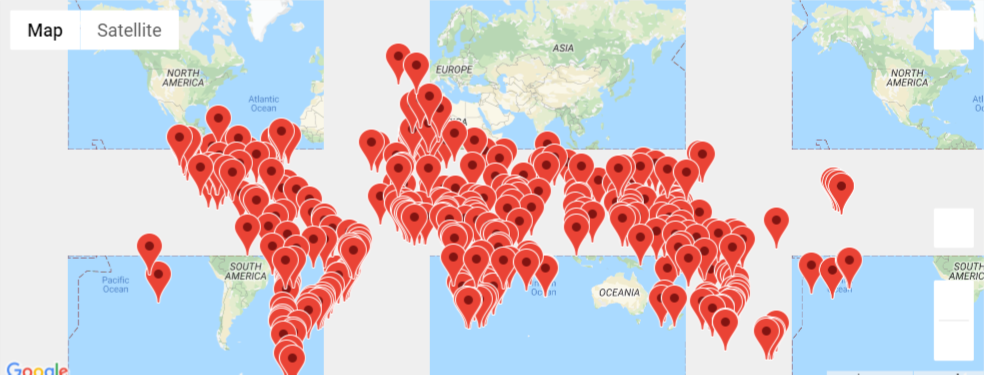 Map Satellite
ASIA
EUROPE
NORTH
AMERICA
NORTH
AMERICA
Atlantic
Ocean
SOUTH
AMERICA
Pacific
Ocean
OCEANIA
SOUTH
Google